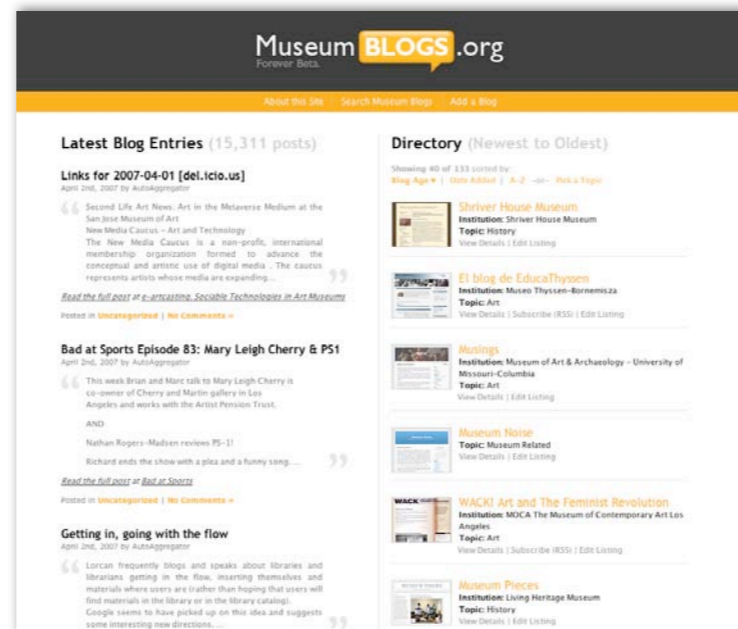 Museum BLOGS .org
Forever Beta.
About this Site | Search Museum Blogs | Add a Blog
Latest Blog Entries (15,311 posts)
Links for 2007-04-01 [del.icio.us]
April 2nd, 2007 by AutoAggregator
Second Life Art News: Art in the Metaverse Medium at the
San Jose Museum of Art
New Media Caucus - Art and Technology
The New Media Caucus is a non-profit, international
membership organization formed to advance the
conceptual and artistic use of digital media . The caucus
represents artists whose media are expanding...
Read the full post at e-artcasting. Sociable Technologies in Art Museums
Posted in Uncategorized | No Comments »
Bad at Sports Episode 83: Mary Leigh Cherry & PS1
April 2nd, 2007 by AutoAggregator
This week Brian and Marc talk to Mary Leigh Cherry is
co-owner of Cherry and Martin gallery in Los
Angeles and works with the Artist Pension Trust.
AND
Nathan Rogers-Madsen reviews PS-1!
Richard ends the show with a plea and a funny song. ...
Read the full post at Bad at Sports
Posted in Uncategorized | No Comments »
Getting in, going with the flow
April 2nd, 2007 by AutoAggregator
Lorcan frequently blogs and speaks about libraries and
librarians getting in the flow, inserting themselves and
materials where users are (rather than hoping that users will
find materials in the library or in the library catalog).
Google seems to have picked up on this idea and suggests
some interesting new directions. ...
Directory (Newest to Oldest)
Showing 40 of 133 sorted by:
Blog Age ▾ | Date Added | A-Z -or- Pick a Topic
Shriver House Museum
Institution: Shriver House Museum
Topic: History
View Details | Edit Listing
El blog de EducaThyssen
Institution: Museo Thyssen-Bornemisza
Topic: Art
View Details | Subscribe (RSS) | Edit Listing
Musings
Institution: Museum of Art & Archaeology - University of
Missouri-Columbia
Topic: Art
View Details | Edit Listing
Museum Noise
Topic: Museum Related
View Details | Edit Listing
WACK
WACK! Art and The Feminist Revolution
Institution: MOCA The Museum of Contemporary Art Los
Angeles
Topic: Art
View Details | Subscribe (RSS) | Edit Listing
MUSEUM PIECES
Museum Pieces
Institution: Living Heritage Museum
Topic: History
View Details | Edit Listing